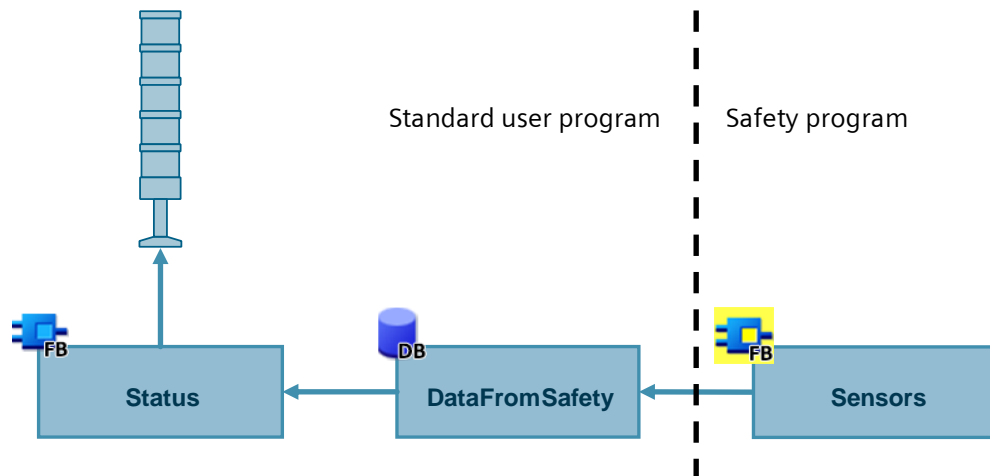 Standard user program
Safety program
FB
DB
FB
Status
DataFromSafety
Sensors